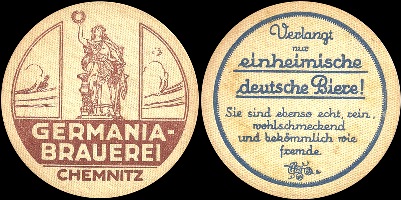 GERMANIA-
BRAUEREI
CHEMNITZ
Verlangt
nur
einheimische
deutsche Biere!
Sie sind ebenso echt, rein,
wohlschmeckend
und bekömmlich wie
fremde.